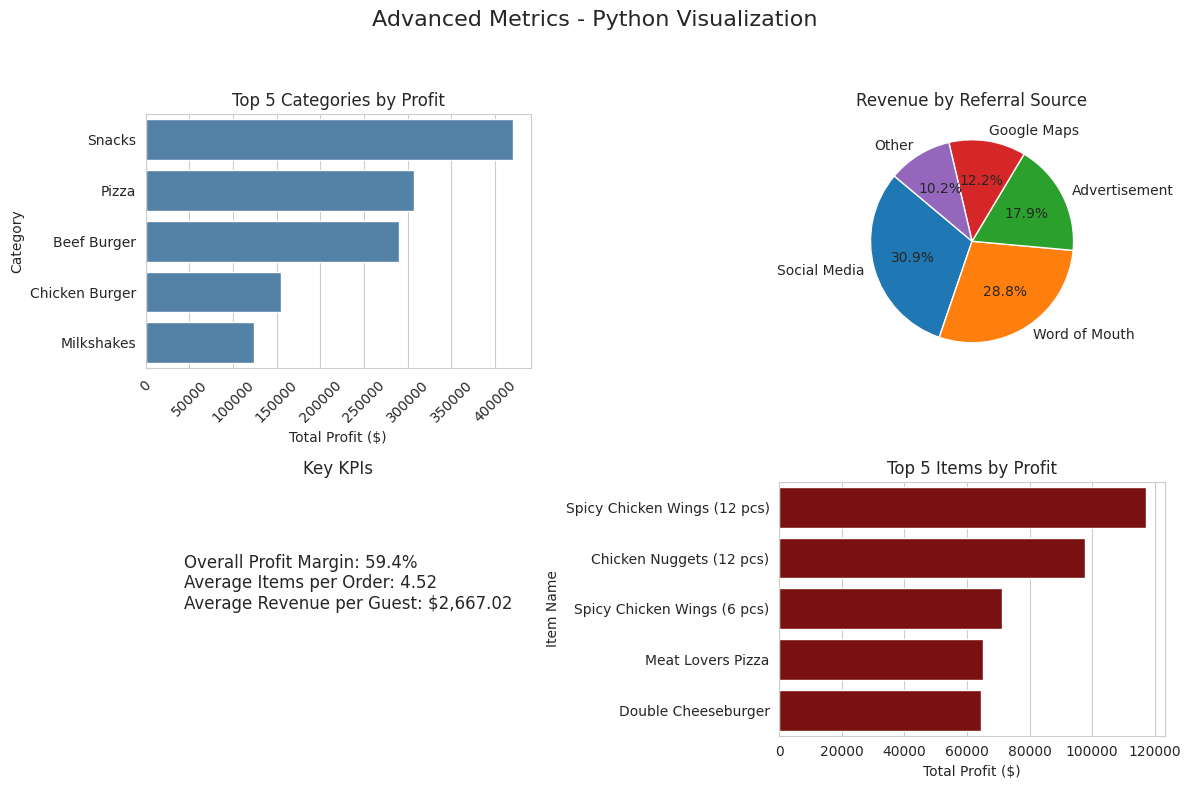 Advanced Metrics - Python Visualization
Top 5 Categories by Profit
Category
Snacks
Pizza
Beef Burger
Chicken Burger
Milkshakes
0
50000
100000
150000
200000
250000
300000
350000
400000
Total Profit ($)
Revenue by Referral Source
Google Maps
Other
Advertisement
Social Media
Word of Mouth
12.2%
10.2%
17.9%
30.9%
28.8%
Key KPIs
Overall Profit Margin: 59.4%
Average Items per Order: 4.52
Average Revenue per Guest: $2,667.02
Top 5 Items by Profit
Item Name
Spicy Chicken Wings (12 pcs)
Chicken Nuggets (12 pcs)
Spicy Chicken Wings (6 pcs)
Meat Lovers Pizza
Double Cheeseburger
0 20000 40000 60000 80000 100000 120000
Total Profit ($)